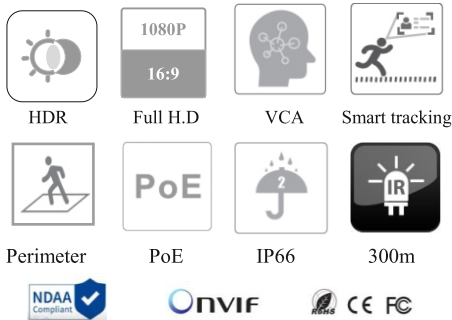 1080P
16:9
HDR
Full H.D
VCA
Smart tracking
PoE
2
IR
Perimeter
PoE
IP66
300m
NDAA
Compliant
ONVIF
RoHS
CE FC